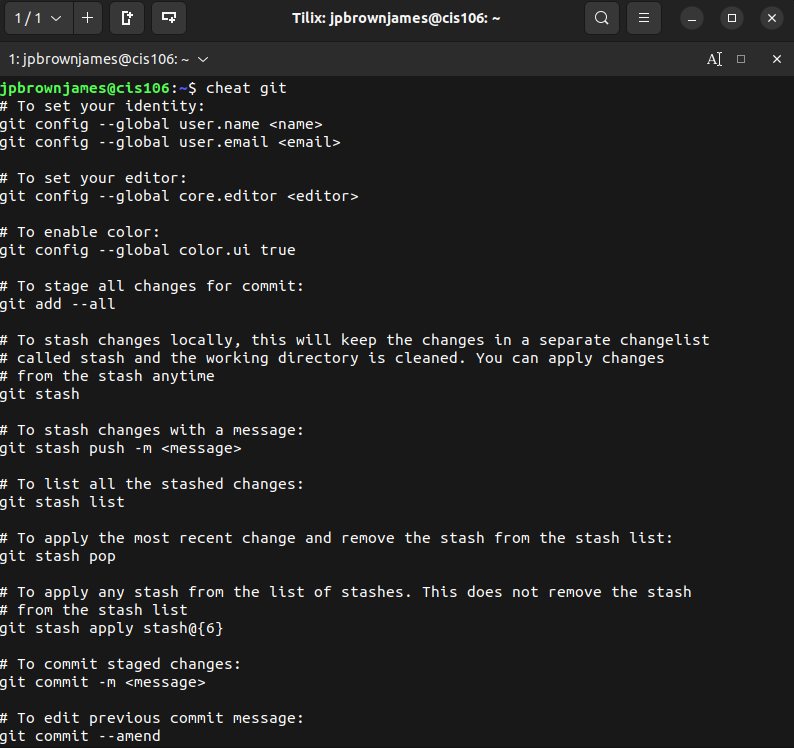 1 / 1
Tilix: jpbrownjames@cis106: ~
1: jpbrownjames@cis106: ~
jpbrownjames@cis106:~$ cheat git
# To set your identity:
git config --global user.name <name>
git config --global user.email <email>

# To set your editor:
git config --global core.editor <editor>

# To enable color:
git config --global color.ui true

# To stage all changes for commit:
git add --all

# To stash changes locally, this will keep the changes in a separate changelist
# called stash and the working directory is cleaned. You can apply changes
# from the stash anytime
git stash

# To stash changes with a message:
git stash push -m <message>

# To list all the stashed changes:
git stash list

# To apply the most recent change and remove the stash from the stash list:
git stash pop

# To apply any stash from the list of stashes. This does not remove the stash
# from the stash list
git stash apply stash@{6}

# To commit staged changes:
git commit -m <message>

# To edit previous commit message:
git commit --amend